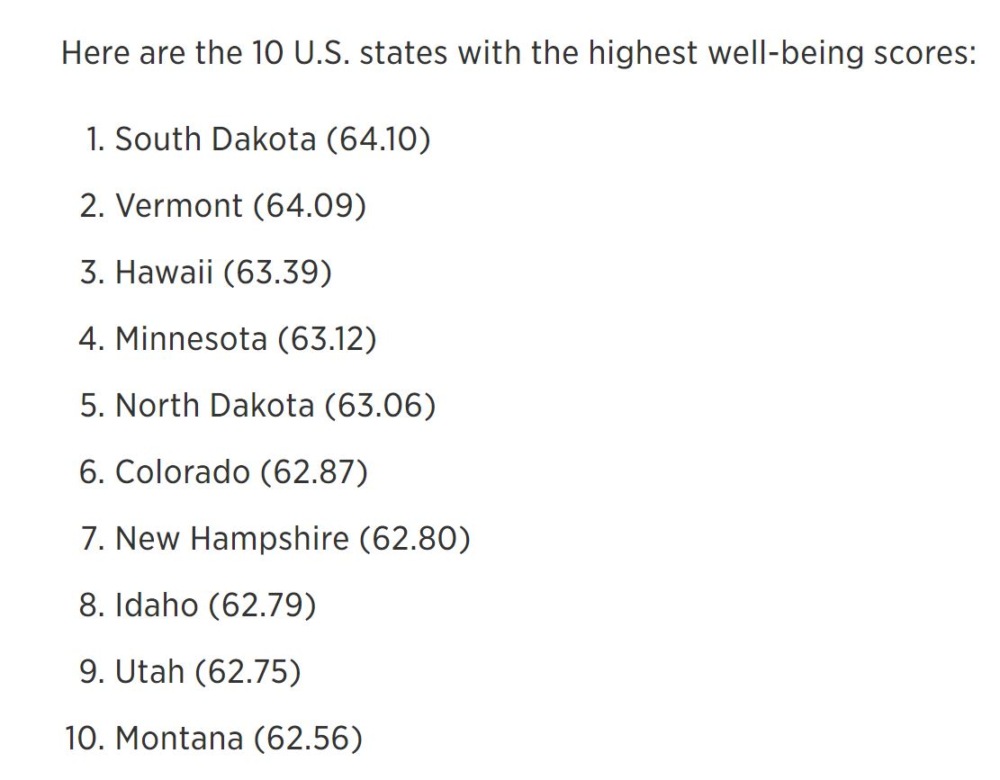 Here are the 10 U.S. states with the highest well-being scores:
1. South Dakota (64.10)
2. Vermont (64.09)
3. Hawaii (63.39)
4. Minnesota (63.12)
5. North Dakota (63.06)
6. Colorado (62.87)
7. New Hampshire (62.80)
8. Idaho (62.79)
9. Utah (62.75)
10. Montana (62.56)